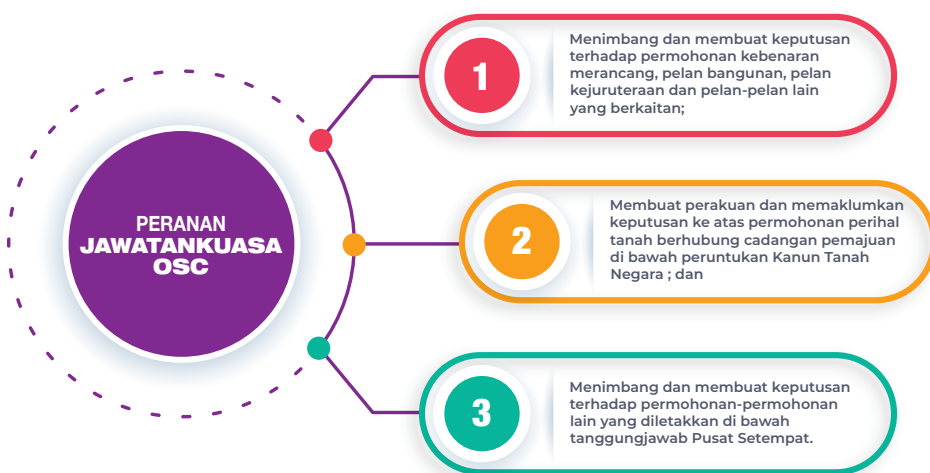 PERANAN
JAWATANKUASA
OSC
1
Menimbang dan membuat keputusan
terhadap permohonan kebenaran
merancang, pelan bangunan, pelan
kejuruteraan dan pelan-pelan lain
yang berkaitan;
2
Membuat perakuan dan memaklumkan
keputusan ke atas permohonan perihal
tanah berhubung cadangan pemajuan
di bawah peruntukan Kanun Tanah
Negara ; dan
3
Menimbang dan membuat keputusan
terhadap permohonan-permohonan
lain yang diletakkan di bawah
tanggungjawab Pusat Setempat.